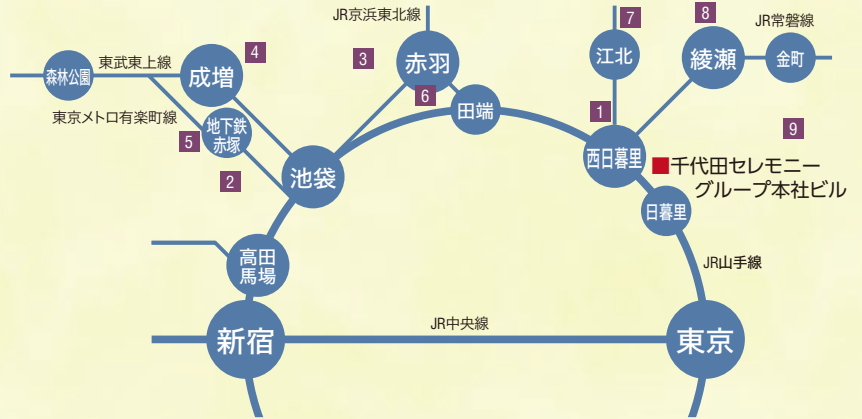 JR京浜東北線
7
8
JR常磐線
4
3
赤羽
江北
綾瀬
金町
東武東上線
森林公園
成増
6
田端
1
東京メトロ有楽町線
地下鉄
赤塚
5
9
西日暮里
■千代田セレモニー
グループ本社ビル
2
池袋
日暮里
高田
馬場
JR山手線
JR中央線
新宿
東京